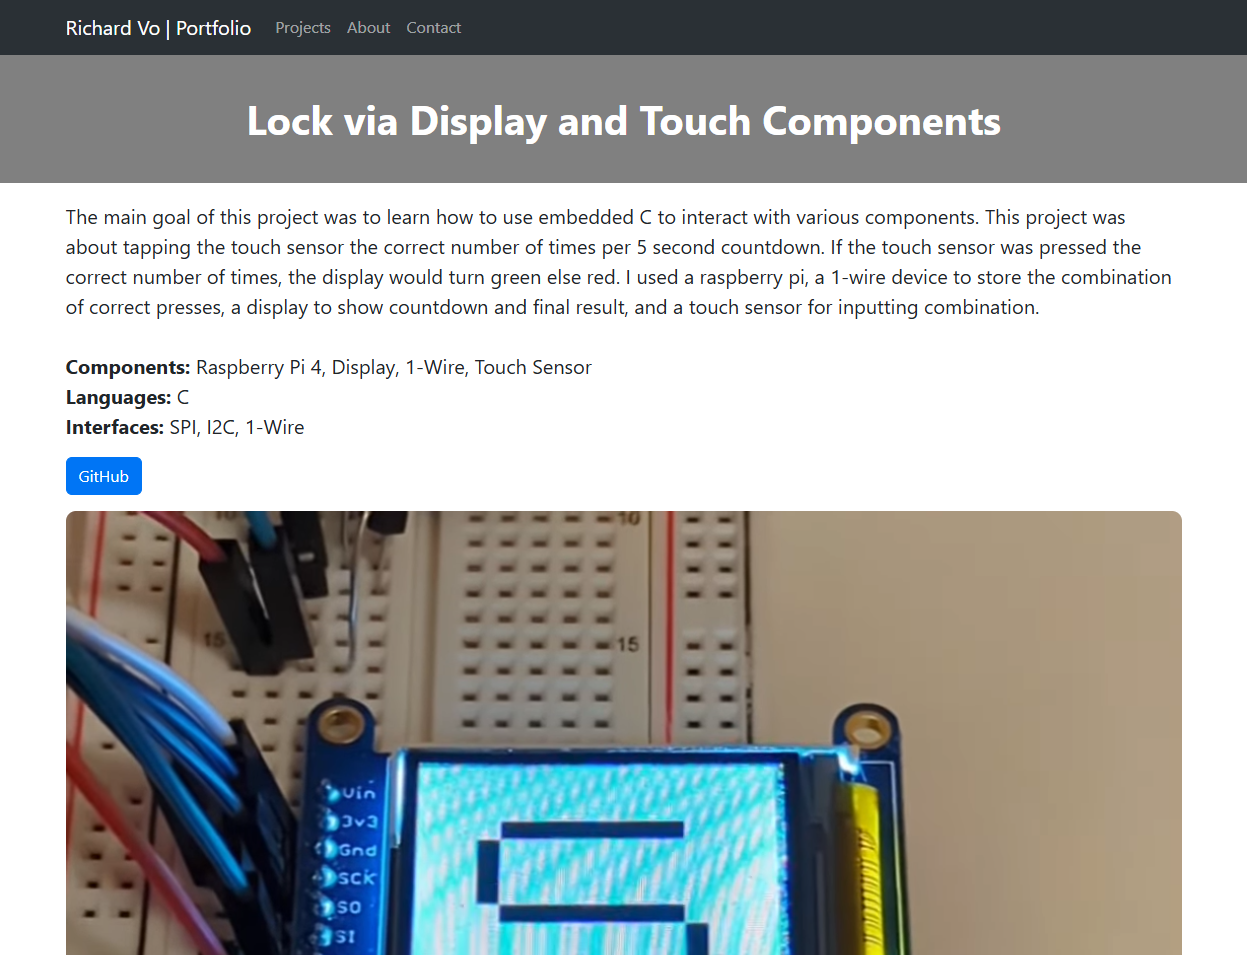 Richard Vo | Portfolio Projects About Contact
Lock via Display and Touch Components
The main goal of this project was to learn how to use embedded C to interact with various components. This project was
about tapping the touch sensor the correct number of times per 5 second countdown. If the touch sensor was pressed the
correct number of times, the display would turn green else red. I used a raspberry pi, a 1-wire device to store the combination
of correct presses, a display to show countdown and final result, and a touch sensor for inputting combination.
Components: Raspberry Pi 4, Display, 1-Wire, Touch Sensor
Languages: C
Interfaces: SPI, I2C, 1-Wire
GitHub
10
15
15
Vin
3v3
Gnd
SCK
SO
SI